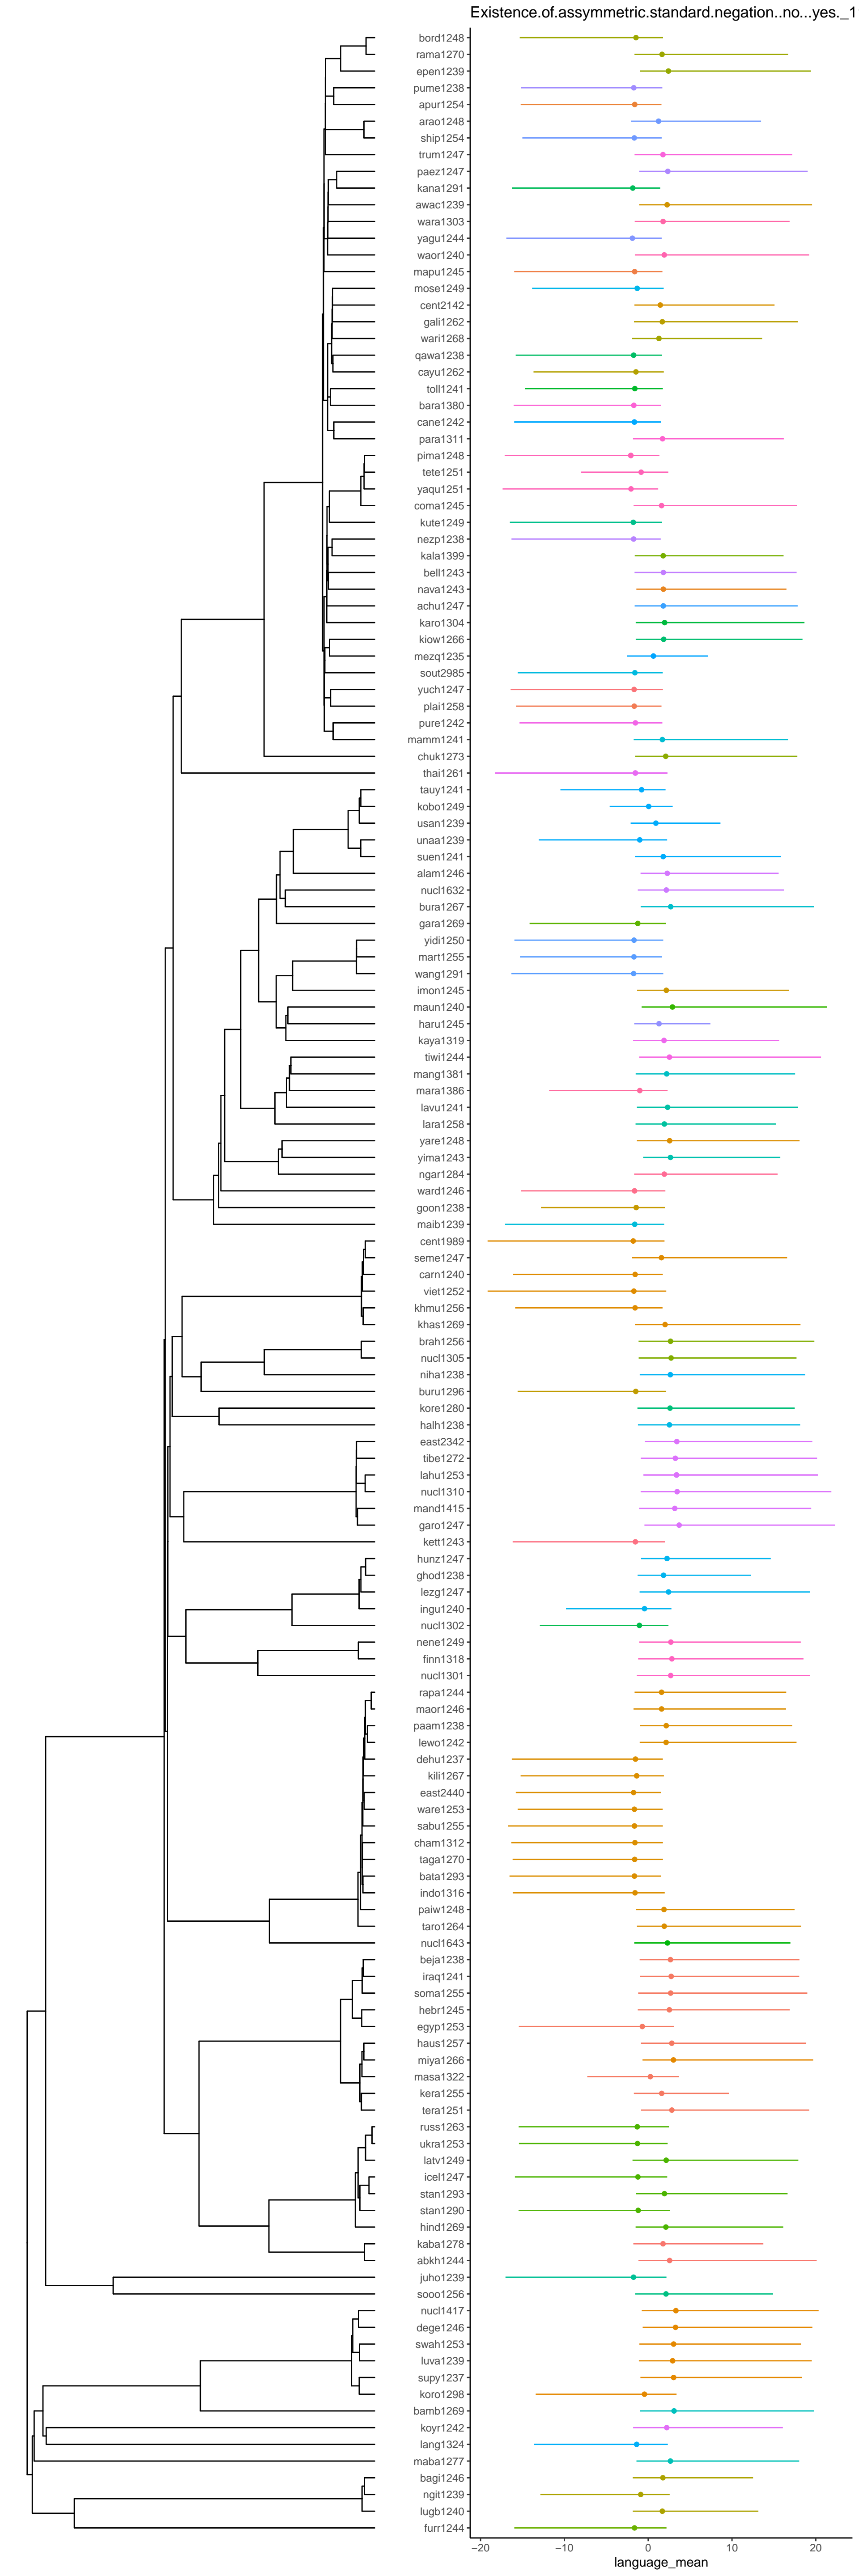 Existence.of.assymmetric.standard.negation..no...yes._1
bord1248
rama1270
epen1239
pume1238
apur1254
arao1248
ship1254
trum1247
paez1247
kana1291
awac1239
wara1303
yagu1244
waor1240
mapu1245
mose1249
cent2142
gali1262
wari1268
qawa1238
cayu1262
toll1241
bara1380
cane1242
para1311
pima1248
tete1251
yaqu1251
coma1245
kute1249
nezp1238
kala1399
bell1243
nava1243
achu1247
karo1304
kiow1266
mezq1235
sout2985
yuch1247
plai1258
pure1242
mamm1241
chuk1273
thai1261
tauy1241
kobo1249
usan1239
unaa1239
suen1241
alam1246
nucl1632
bura1267
gara1269
yidi1250
mart1255
wang1291
imon1245
maun1240
haru1245
kaya1319
tiwi1244
mang1381
mara1386
lavu1241
lara1258
yare1248
yima1243
ngar1284
ward1246
goon1238
maib1239
cent1989
seme1247
carn1240
viet1252
khmu1256
khas1269
brah1256
nucl1305
niha1238
buru1296
kore1280
halh1238
east2342
tibe1272
lahu1253
nucl1310
mand1415
garo1247
kett1243
hunz1247
ghod1238
lezg1247
ingu1240
nucl1302
nene1249
finn1318
nucl1301
rapa1244
maor1246
paam1238
lewo1242
dehu1237
kili1267
east2440
ware1253
sabu1255
cham1312
taga1270
bata1293
indo1316
paiw1248
taro1264
nucl1643
beja1238
iraq1241
soma1255
hebr1245
egyp1253
haus1257
miya1266
masa1322
kera1255
tera1251
russ1263
ukra1253
latv1249
icel1247
stan1293
stan1290
hind1269
kaba1278
abkh1244
juho1239
sooo1256
nucl1417
dege1246
swah1253
luva1239
supy1237
koro1298
bamb1269
koyr1242
lang1324
maba1277
bagi1246
ngit1239
lugb1240
furr1244
−20 −10 0 10 20
language_mean